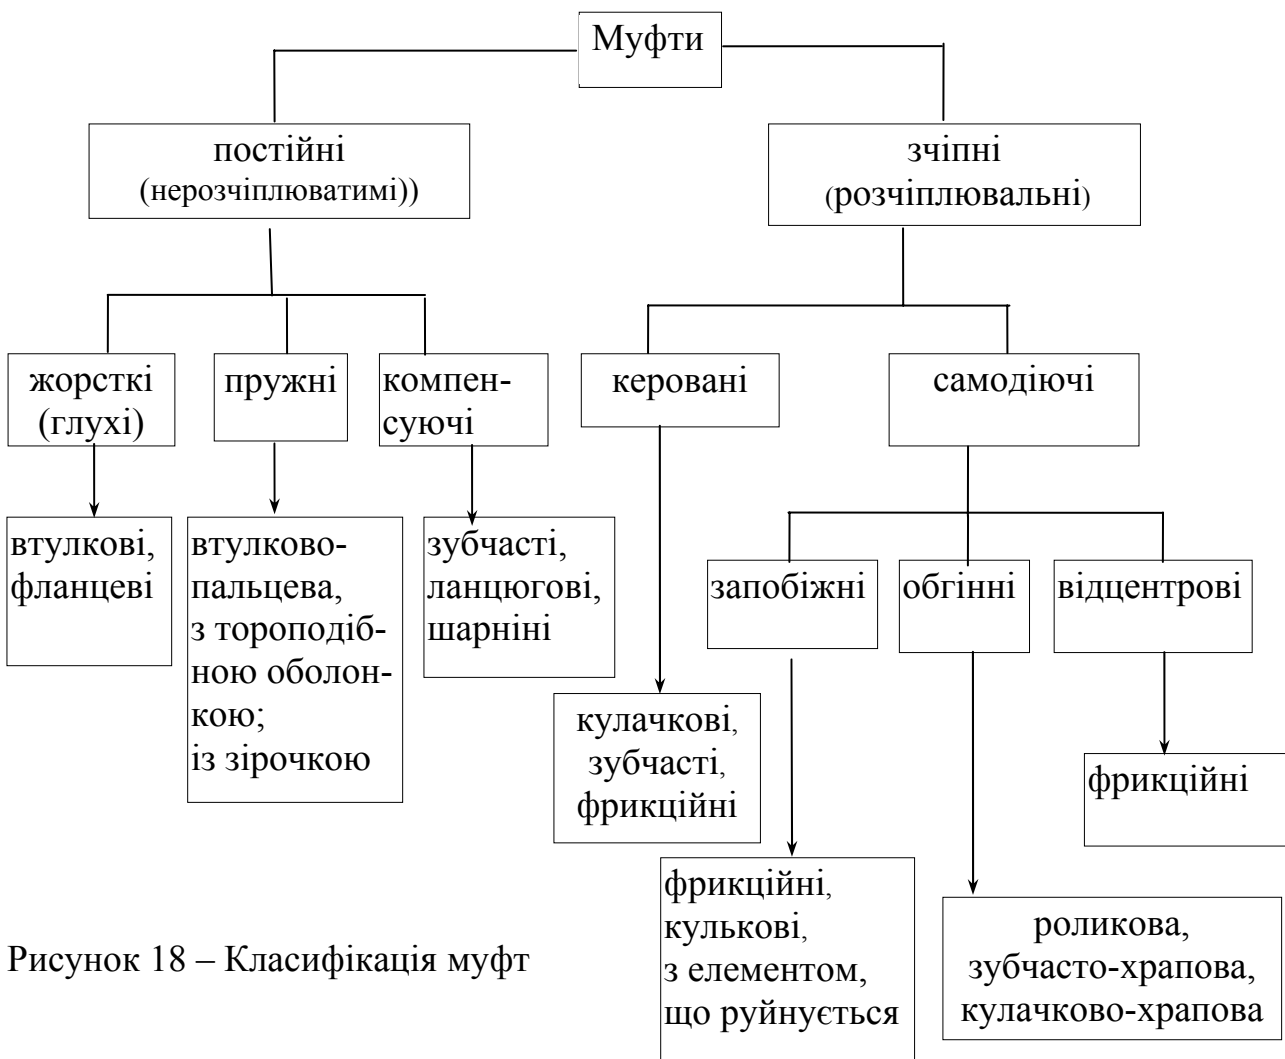 Муфти
постійні
(нерозчіплюватимі))
зчіпні
(розчіплювальні)
жорсткі
(глухі)
пружні
компен-
суючі
керовані
самодіючі
втулкові,
фланцеві
втулково-
пальцева,
з тороподіб-
ною оболон-
кою;
із зірочкою
зубчасті,
ланцюгові,
шарніні
запобіжні
обгінні
відцентрові
кулачкові,
зубчасті,
фрикційні
фрикційні
фрикційні,
кулькові,
з елементом,
що руйнується
роликова,
зубчасто-храпова,
кулачково-храпова
Рисунок 18 – Класифікація муфт